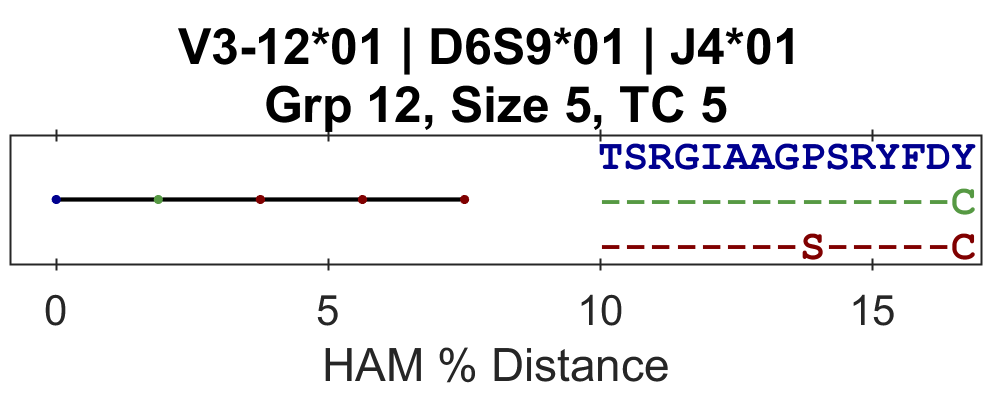 V3-12*01 | D6S9*01 | J4*01
Grp 12, Size 5, TC 5
TSRGIAAGPSRYFDY
--------------C
--------S-----C
0 5 10 15
HAM % Distance